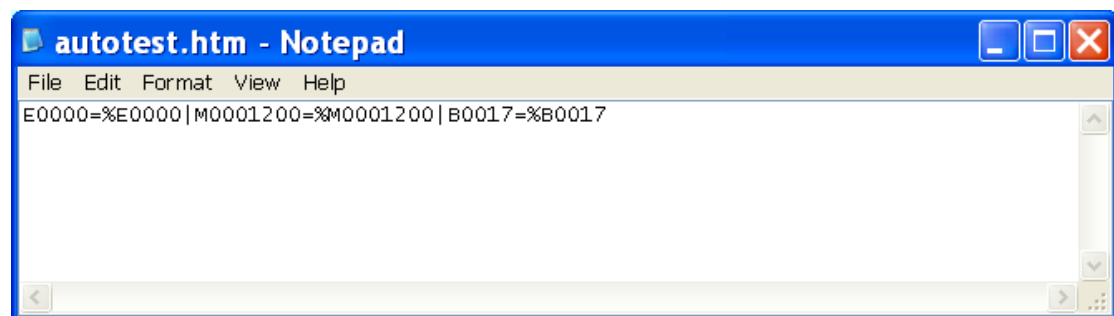 autotest.htm - Notepad
File Edit Format View Help
E0000=%E0000|M0001200=%M0001200|B0017=%B0017